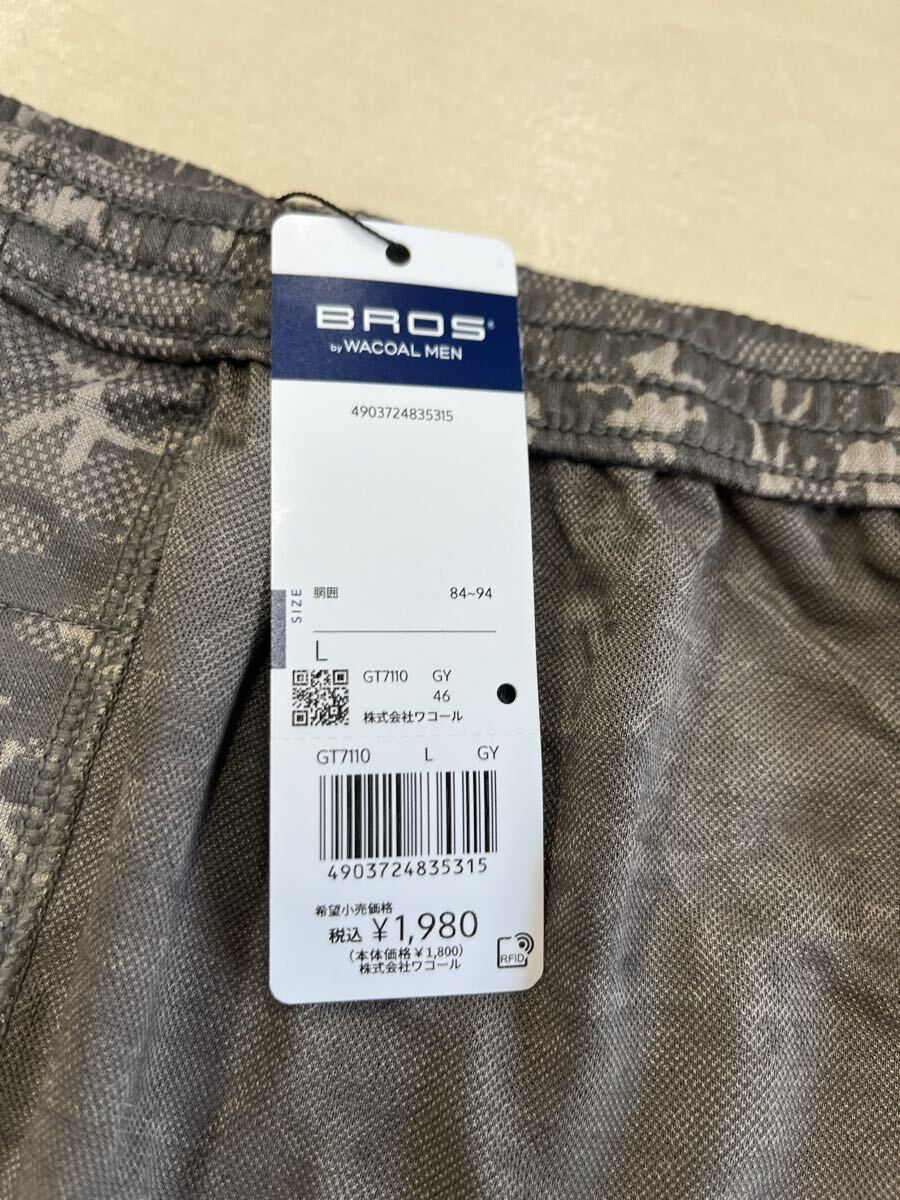 BROS®
by WACOAL MEN
4903724835315
SIZE
胴囲 84~94
L
GT7110 GY
46
株式会社ワコール
GT7110 L GY
4903724835315
希望小売価格
税込 ¥1,980
(本体価格¥1,800)
株式会社ワコール
RFID